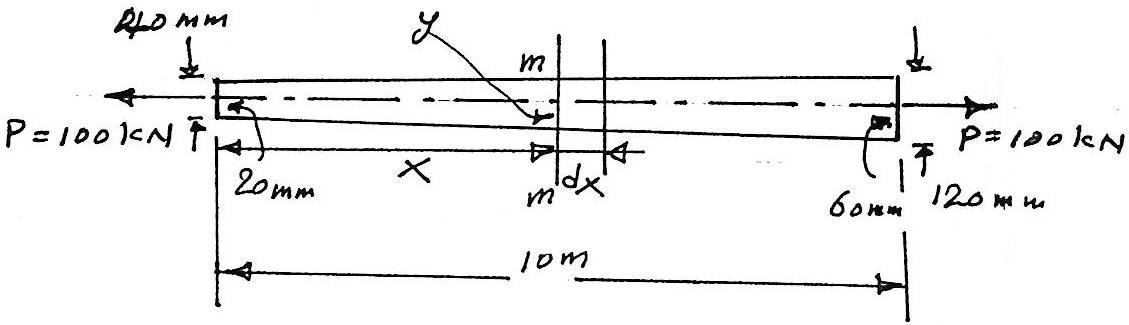 40 mm
y
m
P = 100 kN
P = 100 kN
X
dx
20mm
m
60mm
120 mm
10m